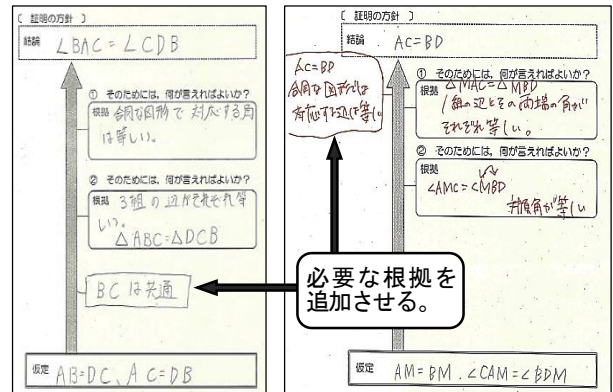 〔 証明の方針 〕
結論 ∠BAC = ∠CDB
① そのためには、何が言えればよいか?
根拠 合同な図形で 対応する角
は等しい。
② そのためには、何が言えればよいか?
根拠 3組の辺がそれぞれ等し
い。
△ABC=△DCB
BCは共通
仮定 AB=DC、AC=DB
〔 証明の方針 〕
結論 AC=BD
AC=BD
合同な図形では
対応する辺は等しい
① そのためには、何が言えればよいか?
根拠 △MAC=△MBD
1組の辺とその両端の角が
それぞれ等しい。
② そのためには、何が言えればよいか?
根拠
∠AMC=∠MBD
対頂角が等しい
必要な根拠を
追加させる。
仮定 AM=BM、∠CAM=∠BDM